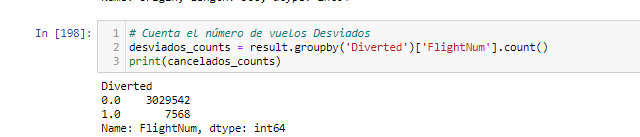 In [198]:
1 # Cuenta el número de vuelos Desviados
2 desviados_counts = result.groupby('Diverted')['FlightNum'].count()
3 print(cancelados_counts)
Diverted
0.0    3029542
1.0       7568
Name: FlightNum, dtype: int64